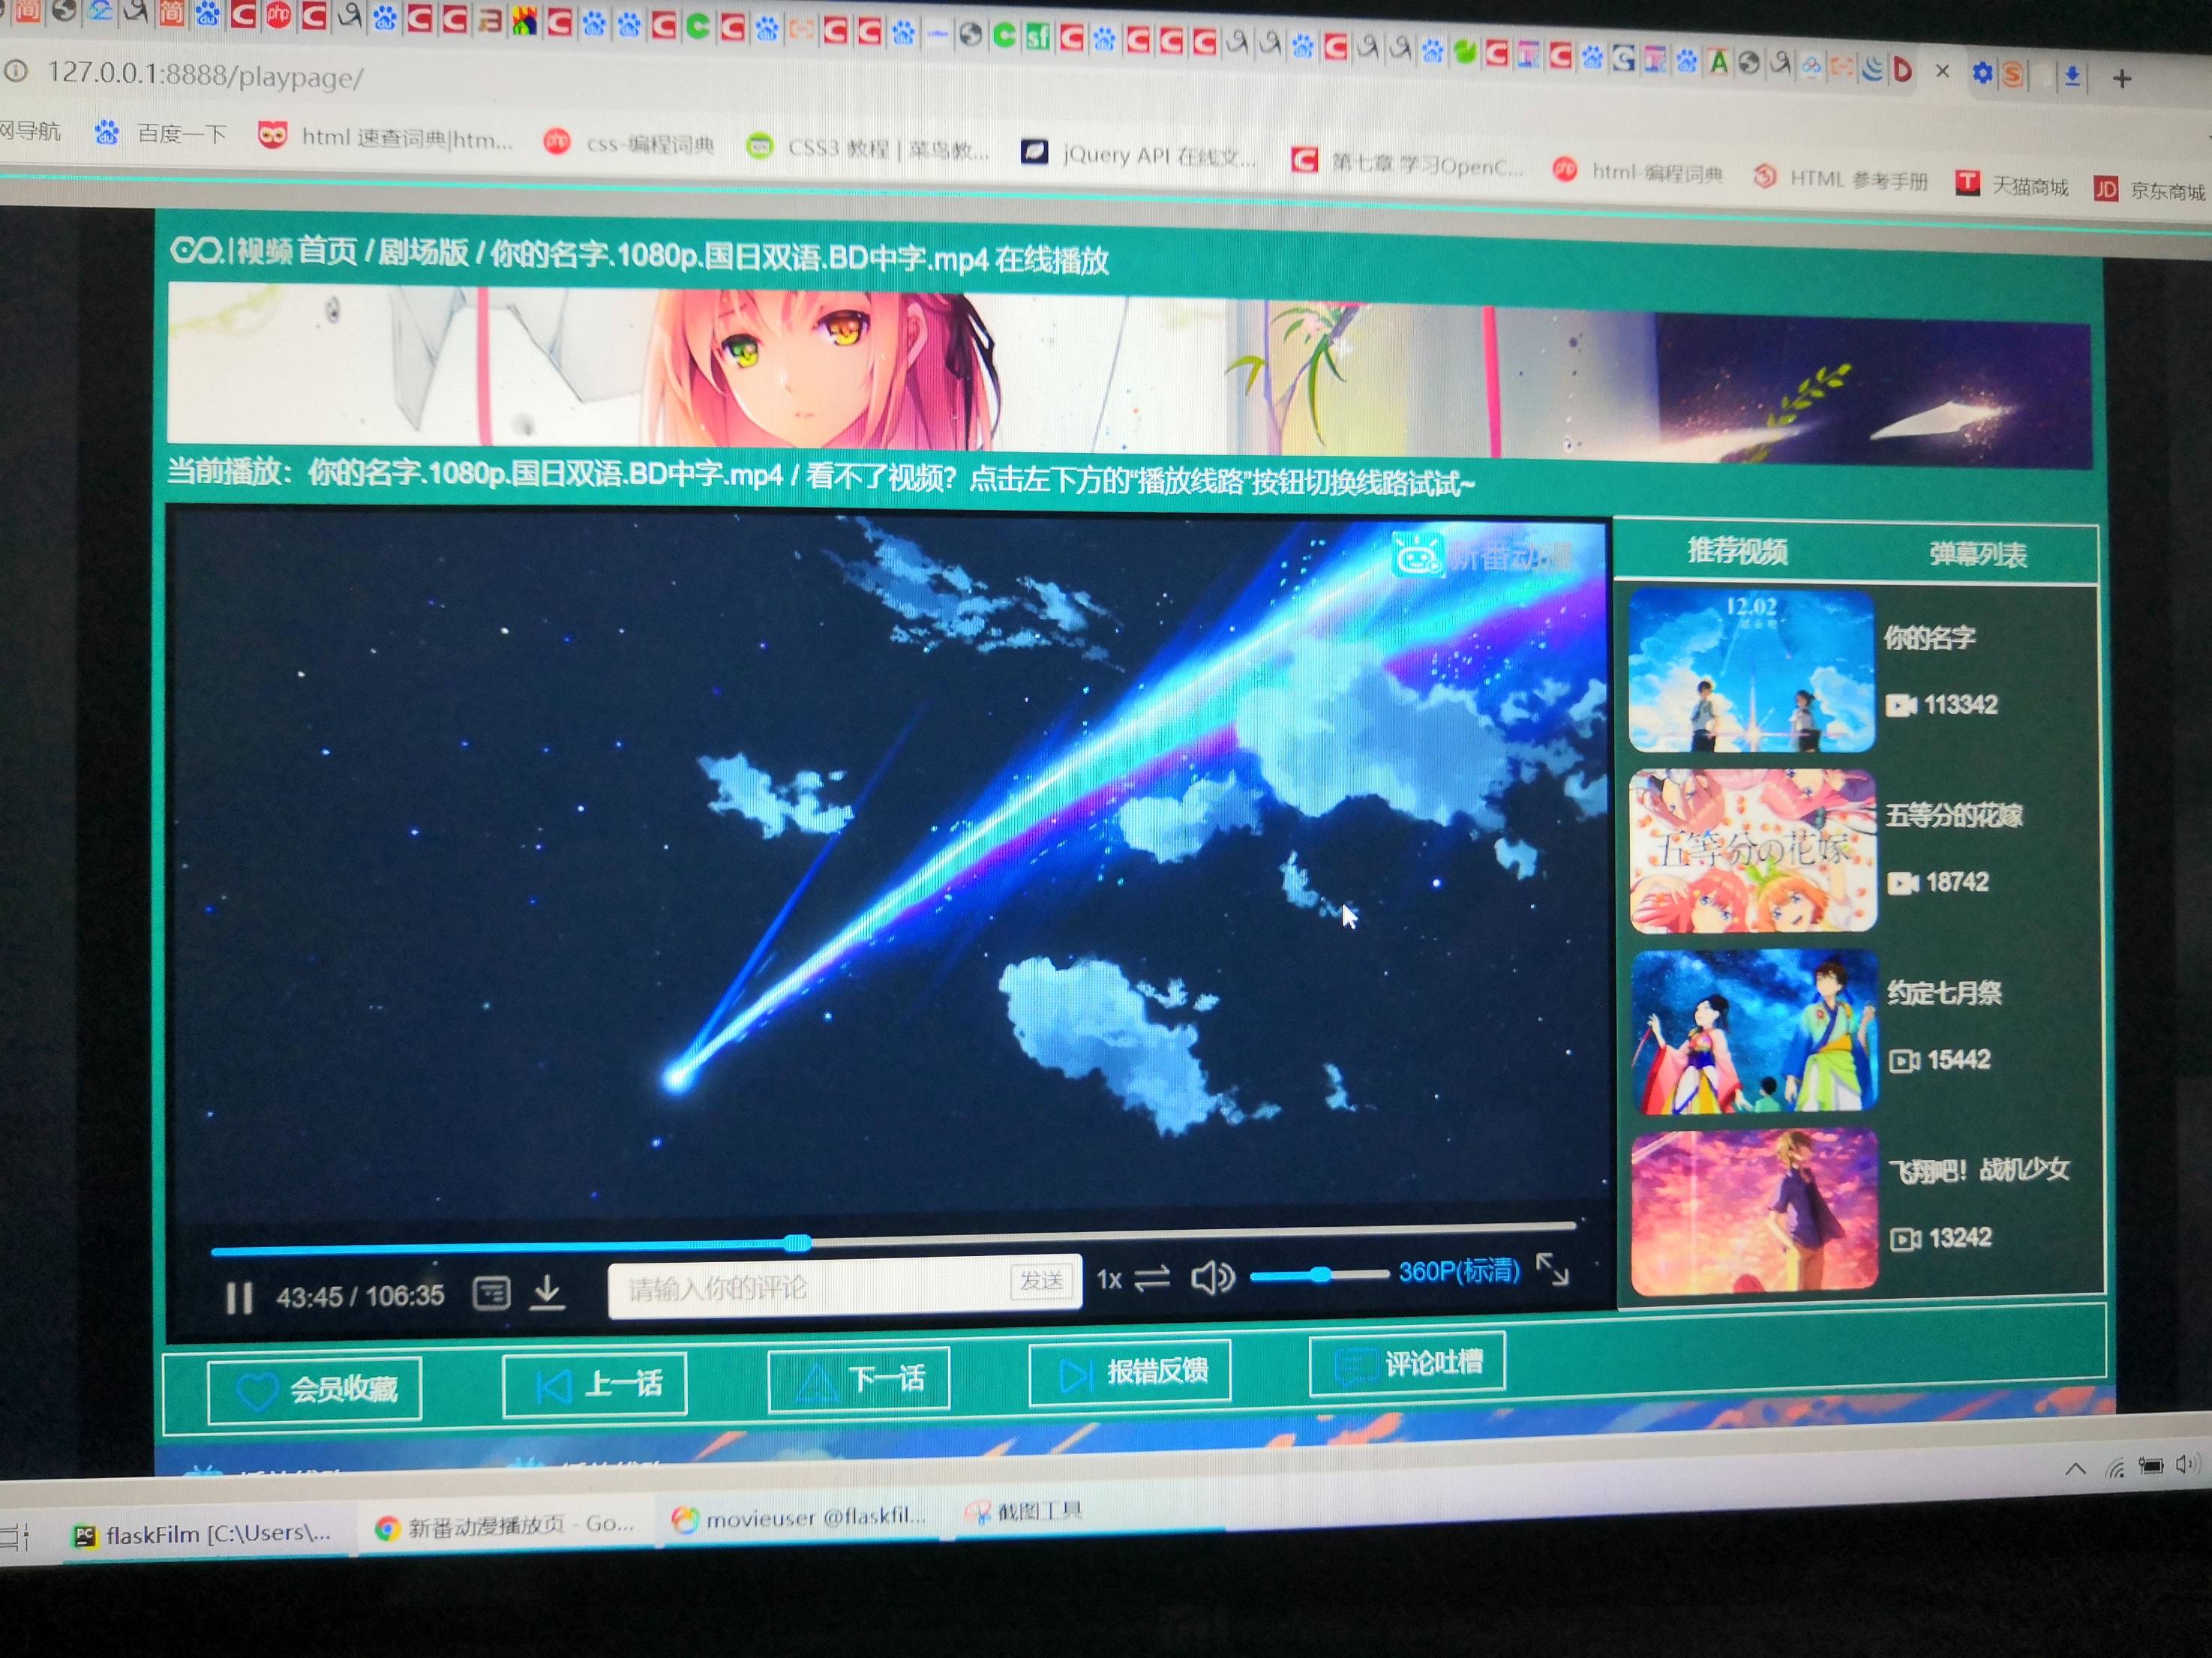 127.0.0.1:8888/playpage/
网导航 百度一下 html 速查词典|htm... css-编程词典 CSS3 教程 | 菜鸟教... jQuery API 在线文... 第七章 学习OpenC... html-编程词典 HTML 参考手册 天猫商城 京东商城
|视频 首页 / 剧场版 / 你的名字.1080p.国日双语.BD中字.mp4 在线播放
当前播放：你的名字.1080p.国日双语.BD中字.mp4 / 看不了视频？点击左下方的“播放线路”按钮切换线路试试~
新番动漫
推荐视频 弹幕列表
12.02
你的名字
113342
五等分の花嫁
五等分的花嫁
18742
约定七月祭
15442
飞翔吧！战机少女
13242
43:45 / 106:35 请输入你的评论 发送 1x 360P(标清)
会员收藏 上一话 下一话 报错反馈 评论吐槽
flaskFilm [C:\Users\... 新番动漫播放页 - Go... movieuser @flaskfil... 截图工具